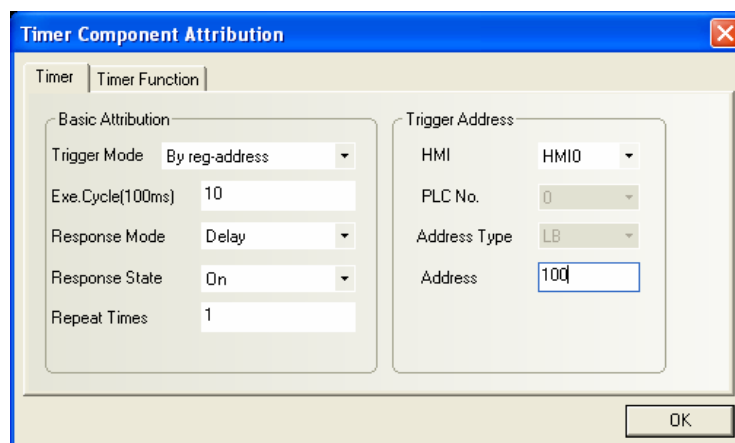 Timer Component Attribution
Timer Timer Function
Basic Attribution
Trigger Mode By reg-address
Exe.Cycle(100ms) 10
Response Mode Delay
Response State On
Repeat Times 1
Trigger Address
HMI HMI0
PLC No. 0
Address Type LB
Address 100
OK